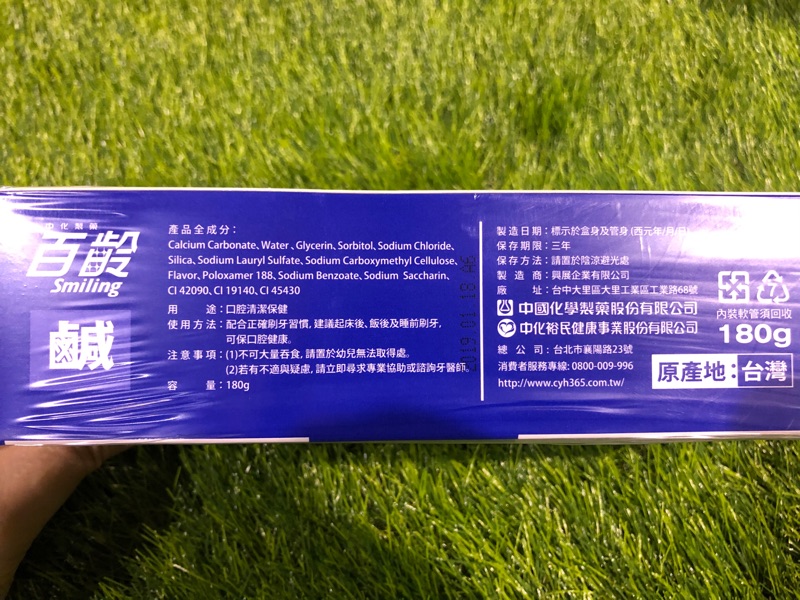 中化製藥
百齡
Smiling
鹹
產品全成分：
Calcium Carbonate、Water、Glycerin、Sorbitol、Sodium Chloride、
Silica、Sodium Lauryl Sulfate、Sodium Carboxymethyl Cellulose、
Flavor、Poloxamer 188、Sodium Benzoate、Sodium Saccharin、
CI 42090、CI 19140、CI 45430
用 途：口腔清潔保健
使用方法：配合正確刷牙習慣, 建議起床後、飯後及睡前刷牙,
可保口腔健康。
注意事項：(1)不可大量吞食, 請置於幼兒無法取得處。
(2)若有不適與疑慮, 請立即尋求專業協助或諮詢牙醫師。
容 量：180g
2019 01 18 A6
製造日期：標示於盒身及管身 (西元年/月/日)
保存期限：三年
保存方法：請置於陰涼避光處
製造商：興展企業有限公司
廠 址：台中大里區大里工業區工業路68號
中國化學製藥股份有限公司
中化裕民健康事業股份有限公司
總公司：台北市襄陽路23號
消費者服務專線: 0800-009-996
http://www.cyh365.com.tw/
內裝軟管須回收
180g
原產地：台灣